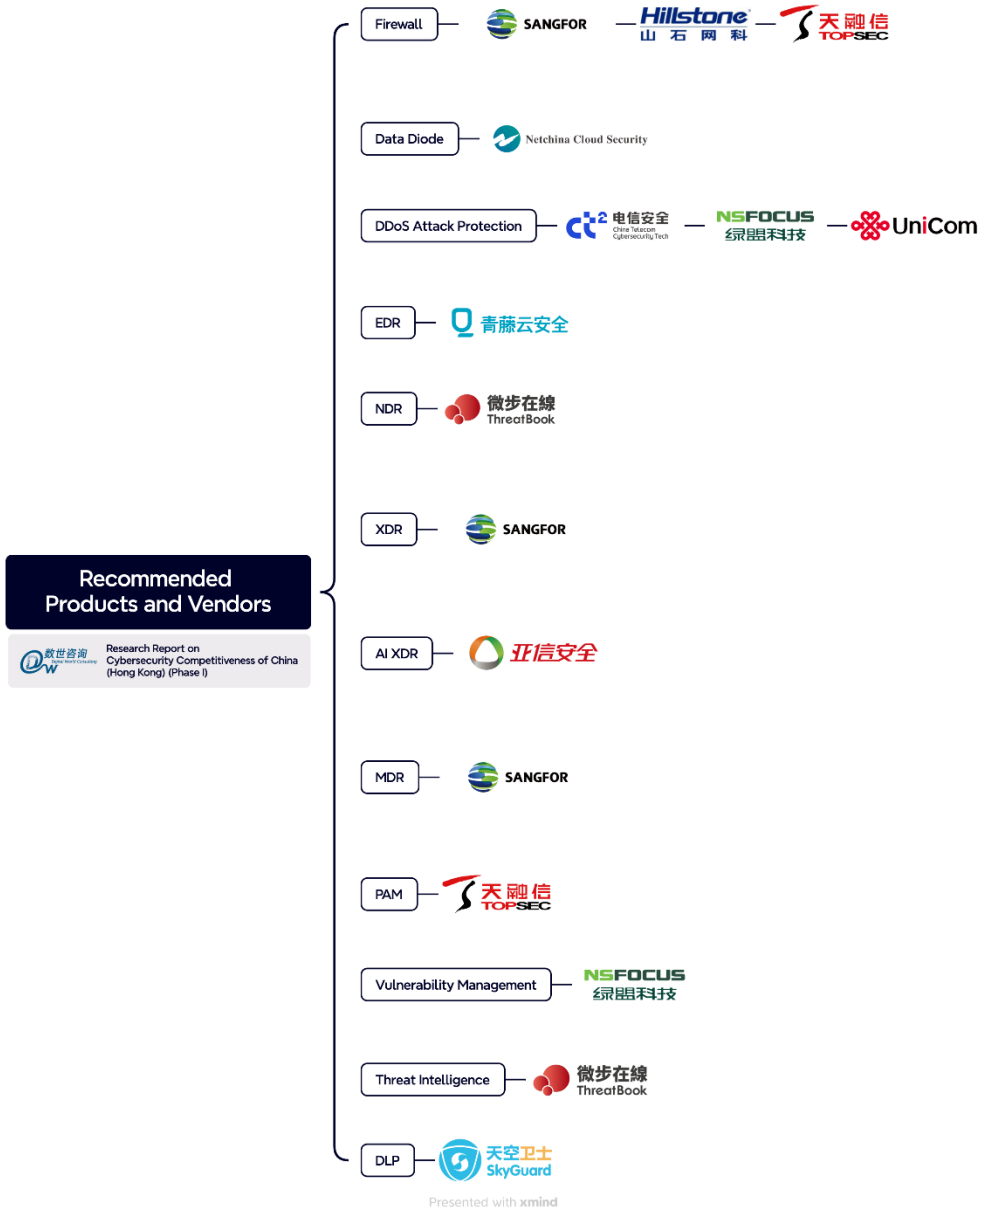 Firewall
SANGFOR
Hillstone
山石网科
天融信
TOPSEC
Data Diode
Netchina Cloud Security
DDoS Attack Protection
ct2
电信安全
China Telecom
Cybersecurity Tech
NSFOCUS
绿盟科技
UniCom
EDR
青藤云安全
NDR
微步在線
ThreatBook
XDR
SANGFOR
Recommended
Products and Vendors
数世咨询
Digital World Consulting
DW
Research Report on
Cybersecurity Competitiveness of China
(Hong Kong) (Phase I)
AI XDR
亚信安全
MDR
SANGFOR
PAM
天融信
TOPSEC
Vulnerability Management
NSFOCUS
绿盟科技
Threat Intelligence
微步在線
ThreatBook
DLP
天空卫士
SkyGuard
Presented with xmind